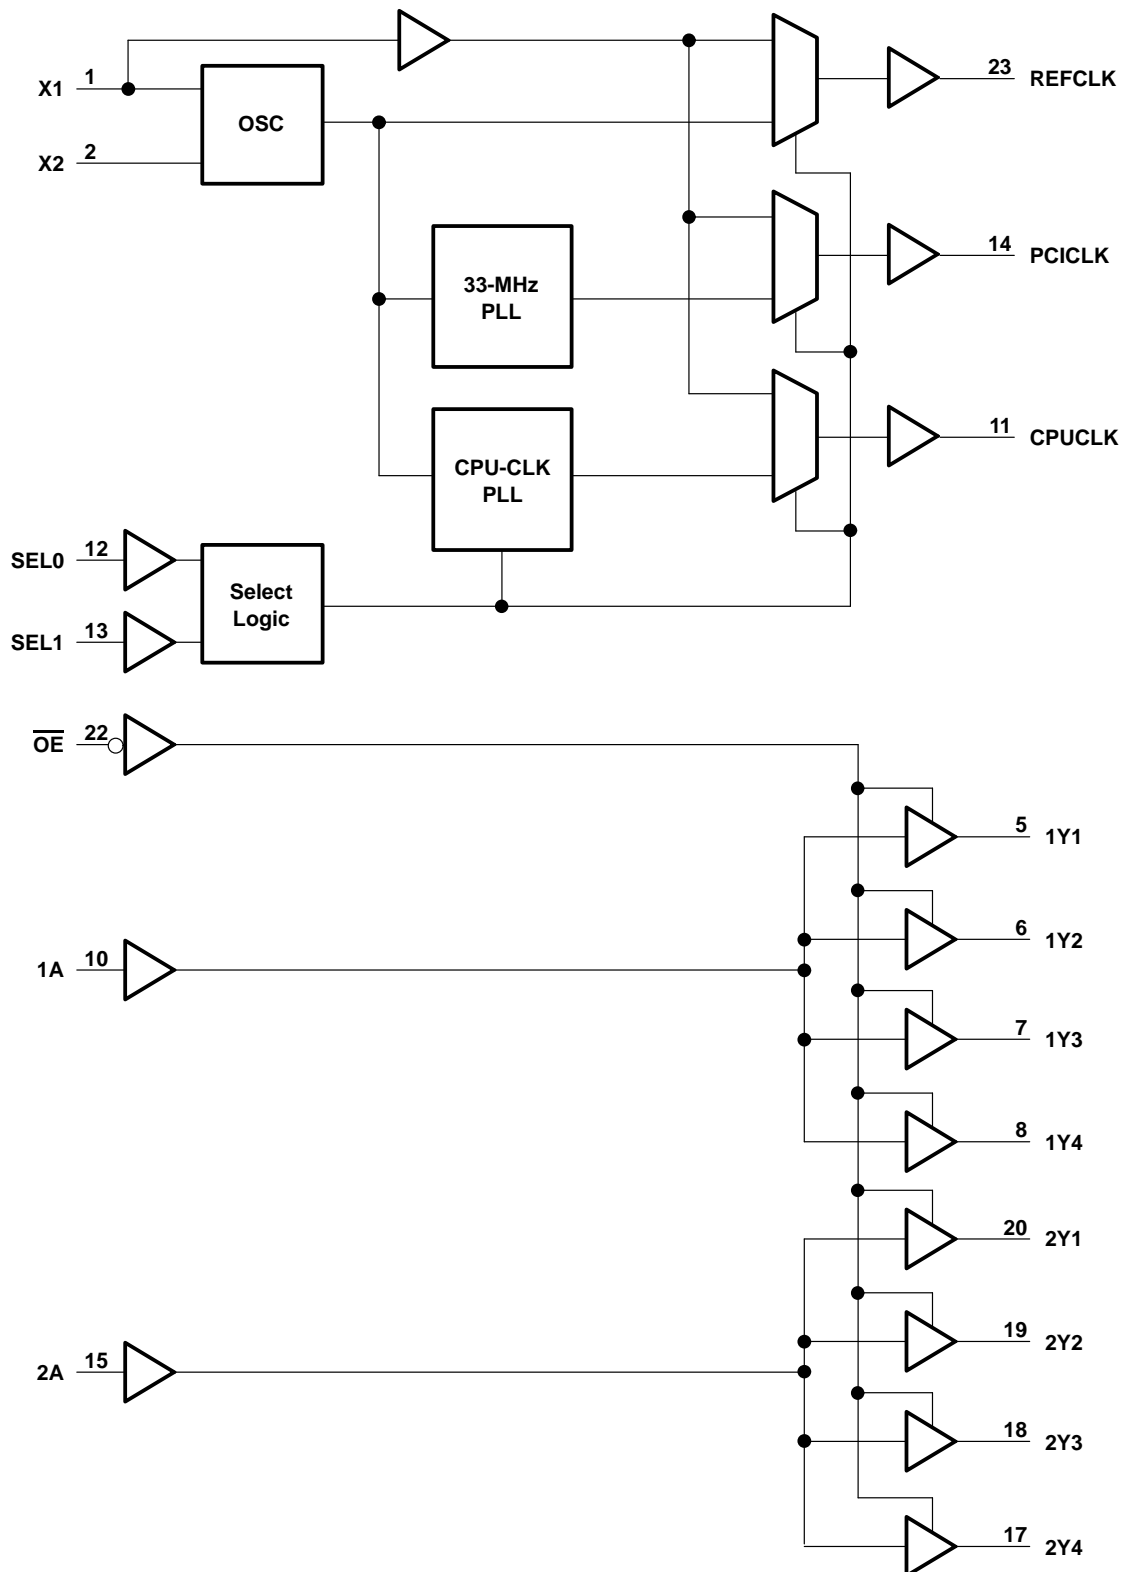 X1
1
X2
2
OSC
23
REFCLK
33-MHz
PLL
14
PCICLK
CPU-CLK
PLL
11
CPUCLK
SEL0
12
SEL1
13
Select
Logic
OE
22
5
1Y1
6
1Y2
1A
10
7
1Y3
8
1Y4
20
2Y1
19
2Y2
2A
15
18
2Y3
17
2Y4